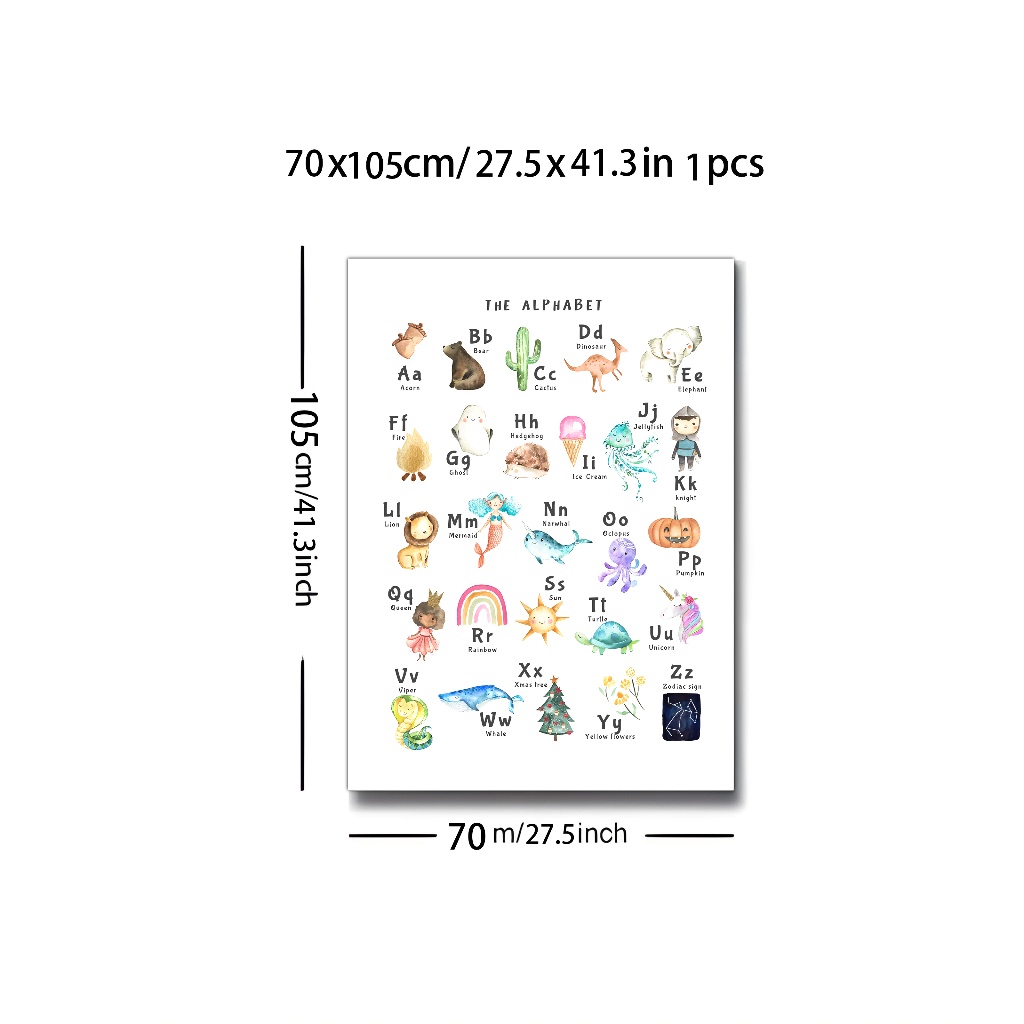 70x105cm/ 27.5x41.3in 1pcs
105cm/41.3inch
THE ALPHABET
Aa
Acorn
Bb
Bear
Cc
Cactus
Dd
Dinosaur
Ee
Elephant
Ff
Fire
Gg
Ghost
Hh
Hedgehog
Ii
Ice Cream
Jj
Jellyfish
Kk
Knight
Ll
Lion
Mm
Mermaid
Nn
Narwhal
Oo
Octopus
Pp
Pumpkin
Qq
Queen
Rr
Rainbow
Ss
Sun
Tt
Turtle
Uu
Unicorn
Vv
Viper
Ww
Whale
Xx
Xmas tree
Yy
Yellow flowers
Zz
Zodiac sign
70 m/27.5inch